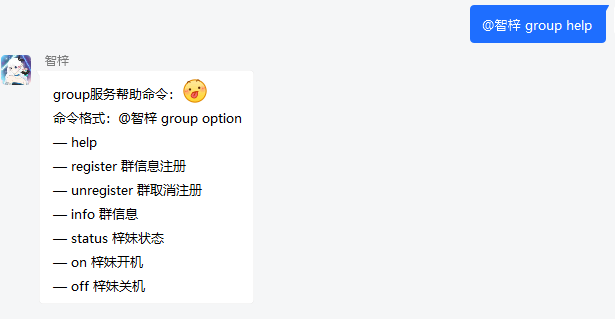 @智梓 group help
智梓
group服务帮助命令：
命令格式：@智梓 group option
— help
— register 群信息注册
— unregister 群取消注册
— info 群信息
— status 梓妹状态
— on 梓妹开机
— off 梓妹关机